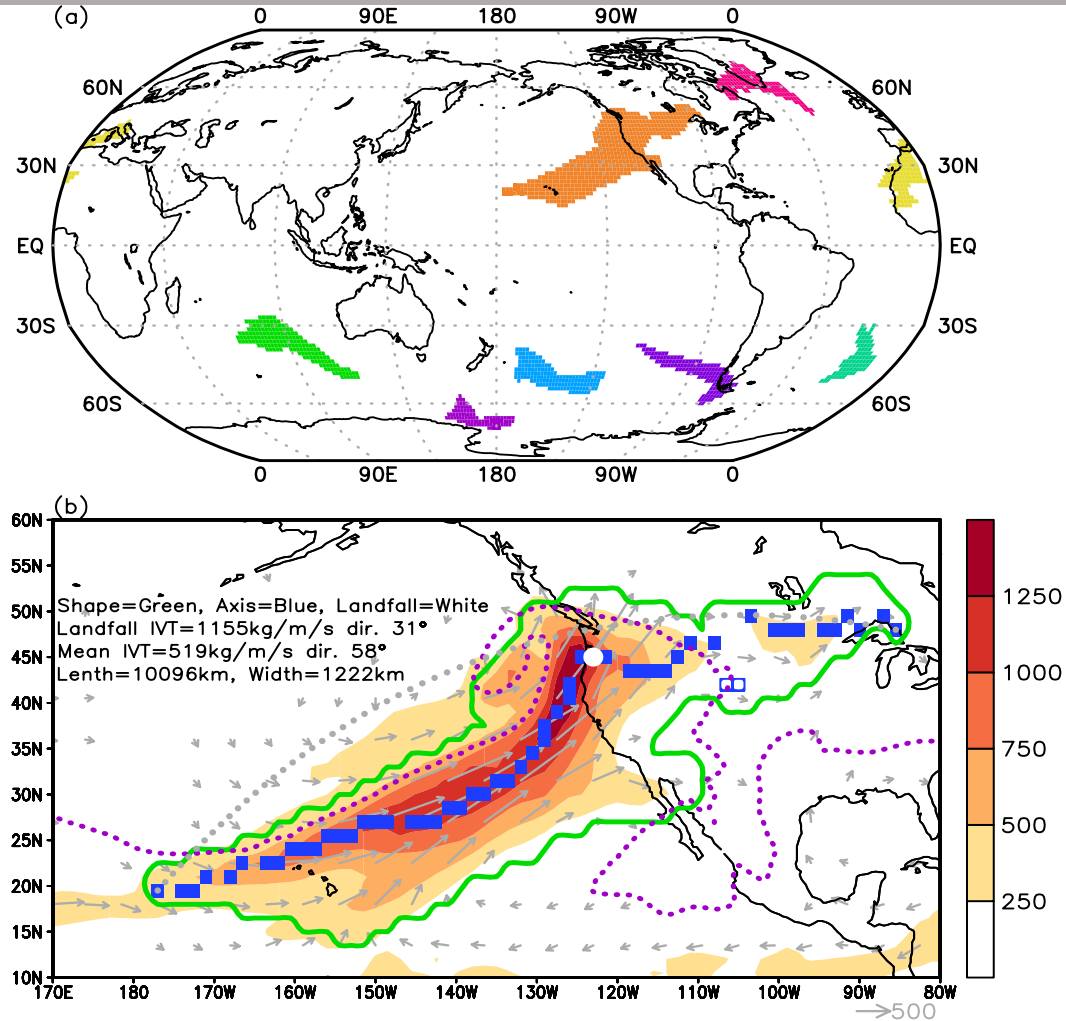 (a)
0 90E 180 90W 0
60N 60N
30N 30N
EQ EQ
30S 30S
60S 60S
0 90E 180 90W 0
(b)
60N
55N
50N
45N
40N
35N
30N
25N
20N
15N
10N
Shape=Green, Axis=Blue, Landfall=White
Landfall IVT=1155kg/m/s dir. 31°
Mean IVT=519kg/m/s dir. 58°
Lenth=10096km, Width=1222km
170E 180 170W 160W 150W 140W 130W 120W 110W 100W 90W 80W
500
1250
1000
750
500
250